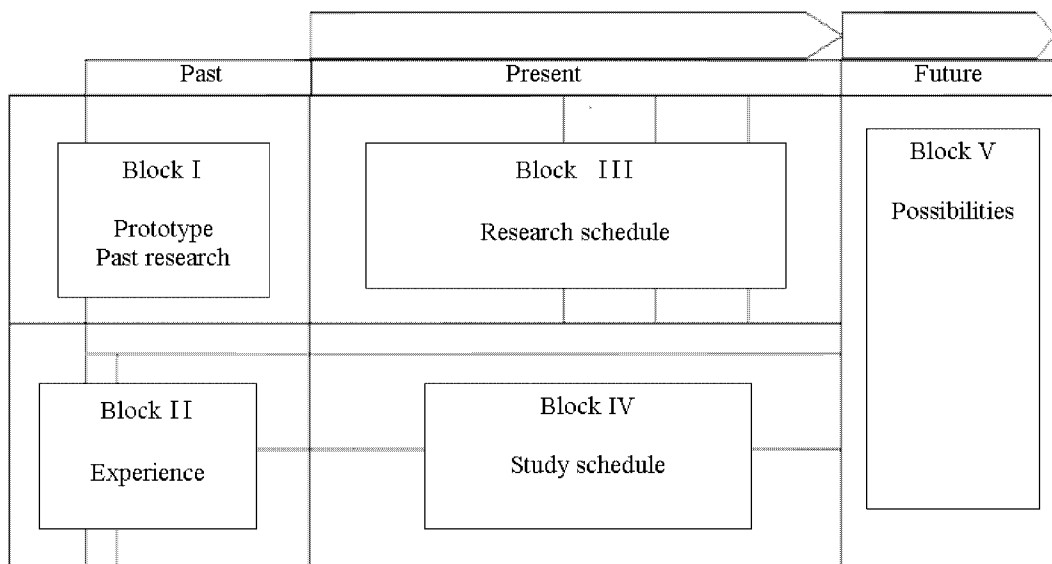 Past
Present
Future
Block I
Prototype
Past research
Block III
Research schedule
Block V
Possibilities
Block II
Experience
Block IV
Study schedule